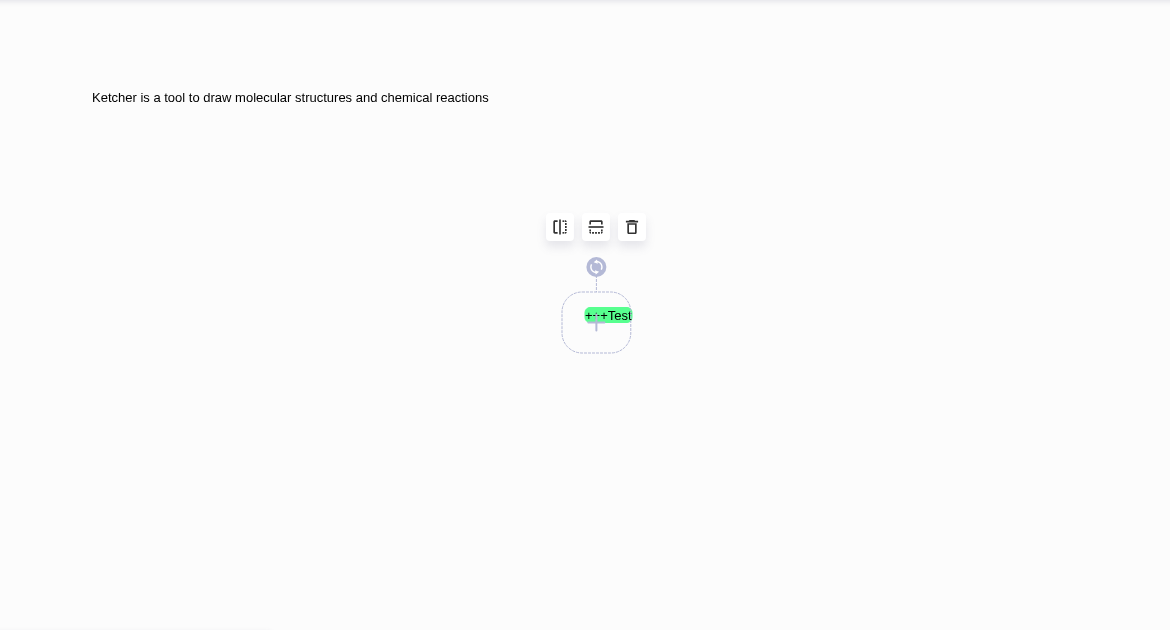 Ketcher is a tool to draw molecular structures and chemical reactions
+++Test